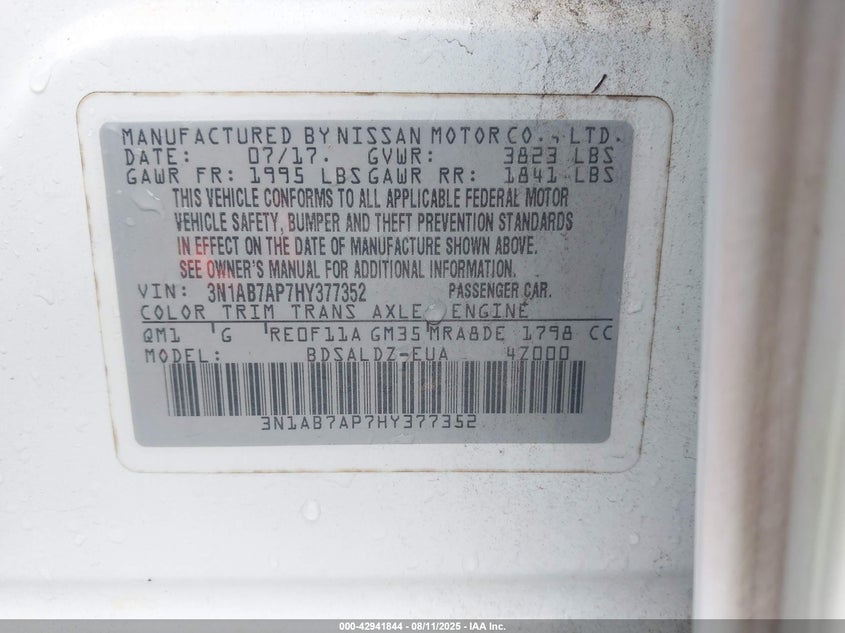 MANUFACTURED BY NISSAN MOTOR CO., LTD.
DATE: 07/17. GVWR: 3823 LBS
GAWR FR: 1995 LBS GAWR RR: 1841 LBS
THIS VEHICLE CONFORMS TO ALL APPLICABLE FEDERAL MOTOR
VEHICLE SAFETY, BUMPER AND THEFT PREVENTION STANDARDS
IN EFFECT ON THE DATE OF MANUFACTURE SHOWN ABOVE.
SEE OWNER'S MANUAL FOR ADDITIONAL INFORMATION.
VIN: 3N1AB7AP7HY377352 PASSENGER CAR.
COLOR TRIM TRANS AXLE ENGINE
QM1 'G 'RE0F11A GM35 MRA8DE 1798 CC
MODEL: BDSALDZ-EUA 4Z000
3N1AB7AP7HY377352
000-42941844 - 08/11/2025 - IAA Inc.